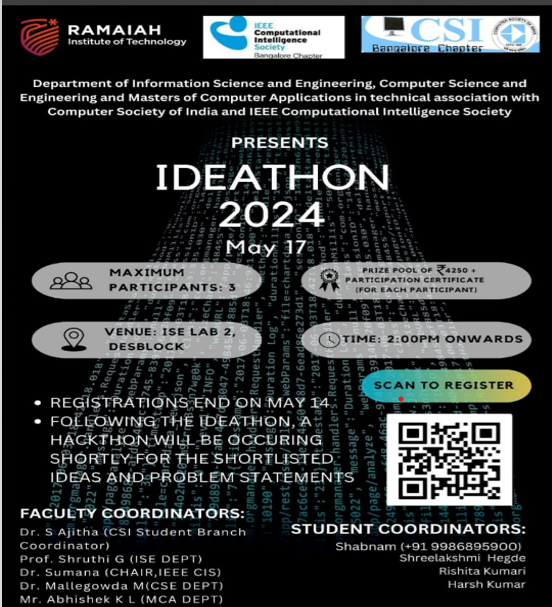 RAMAIAH
Institute of Technology
IEEE
Computational
Intelligence
Society
Bangalore Chapter
CSI
Bangalore Chapter
Department of Information Science and Engineering, Computer Science and
Engineering and Masters of Computer Applications in technical association with
Computer Society of India and IEEE Computational Intelligence Society
PRESENTS
IDEATHON
2024
May 17
MAXIMUM
PARTICIPANTS: 3
PRIZE POOL OF ₹4250 +
PARTICIPATION CERTIFICATE
(FOR EACH PARTICIPANT)
VENUE: ISE LAB 2,
DESBLOCK
TIME: 2:00PM ONWARDS
SCAN TO REGISTER
• REGISTRATIONS END ON MAY 14
• FOLLOWING THE IDEATHON, A
HACKTHON WILL BE OCCURING
SHORTLY FOR THE SHORTLISTED
IDEAS AND PROBLEM STATEMENTS
FACULTY COORDINATORS:
Dr. S Ajitha (CSI Student Branch
Coordinator)
Prof. Shruthi G (ISE DEPT)
Dr. Sumana (CHAIR,IEEE CIS)
Dr. Mallegowda M(CSE DEPT)
Mr. Abhishek K L (MCA DEPT)
STUDENT COORDINATORS:
Shabnam (+91 9986895900)
Shreelakshmi Hegde
Rishita Kumari
Harsh Kumar